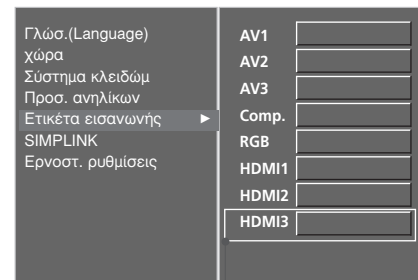 Γλώσ.(Language)
χώρα
Σύστημα κλειδώμ
Προσ. ανηλίκων
Ετικέτα εισανωνής ►
SIMPLINK
Ερνοστ. ρυθμίσεις
AV1
AV2
AV3
Comp.
RGB
HDMI1
HDMI2
HDMI3